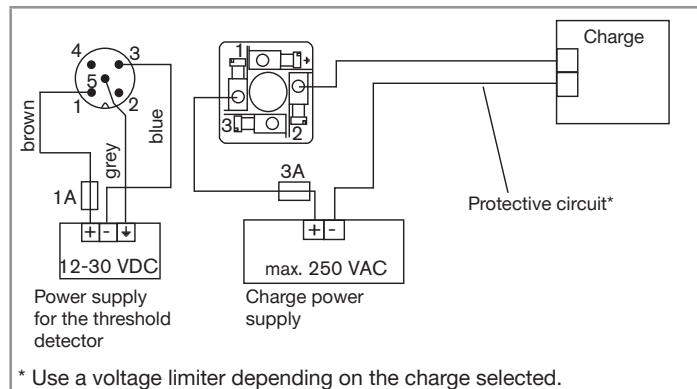 4
3
5
1
2
brown
grey
blue
1A
+ - ⏚
12-30 VDC
Power supply
for the threshold
detector
1
3
2
3A
+ -
max. 250 VAC
Charge power
supply
Charge
Protective circuit*
* Use a voltage limiter depending on the charge selected.